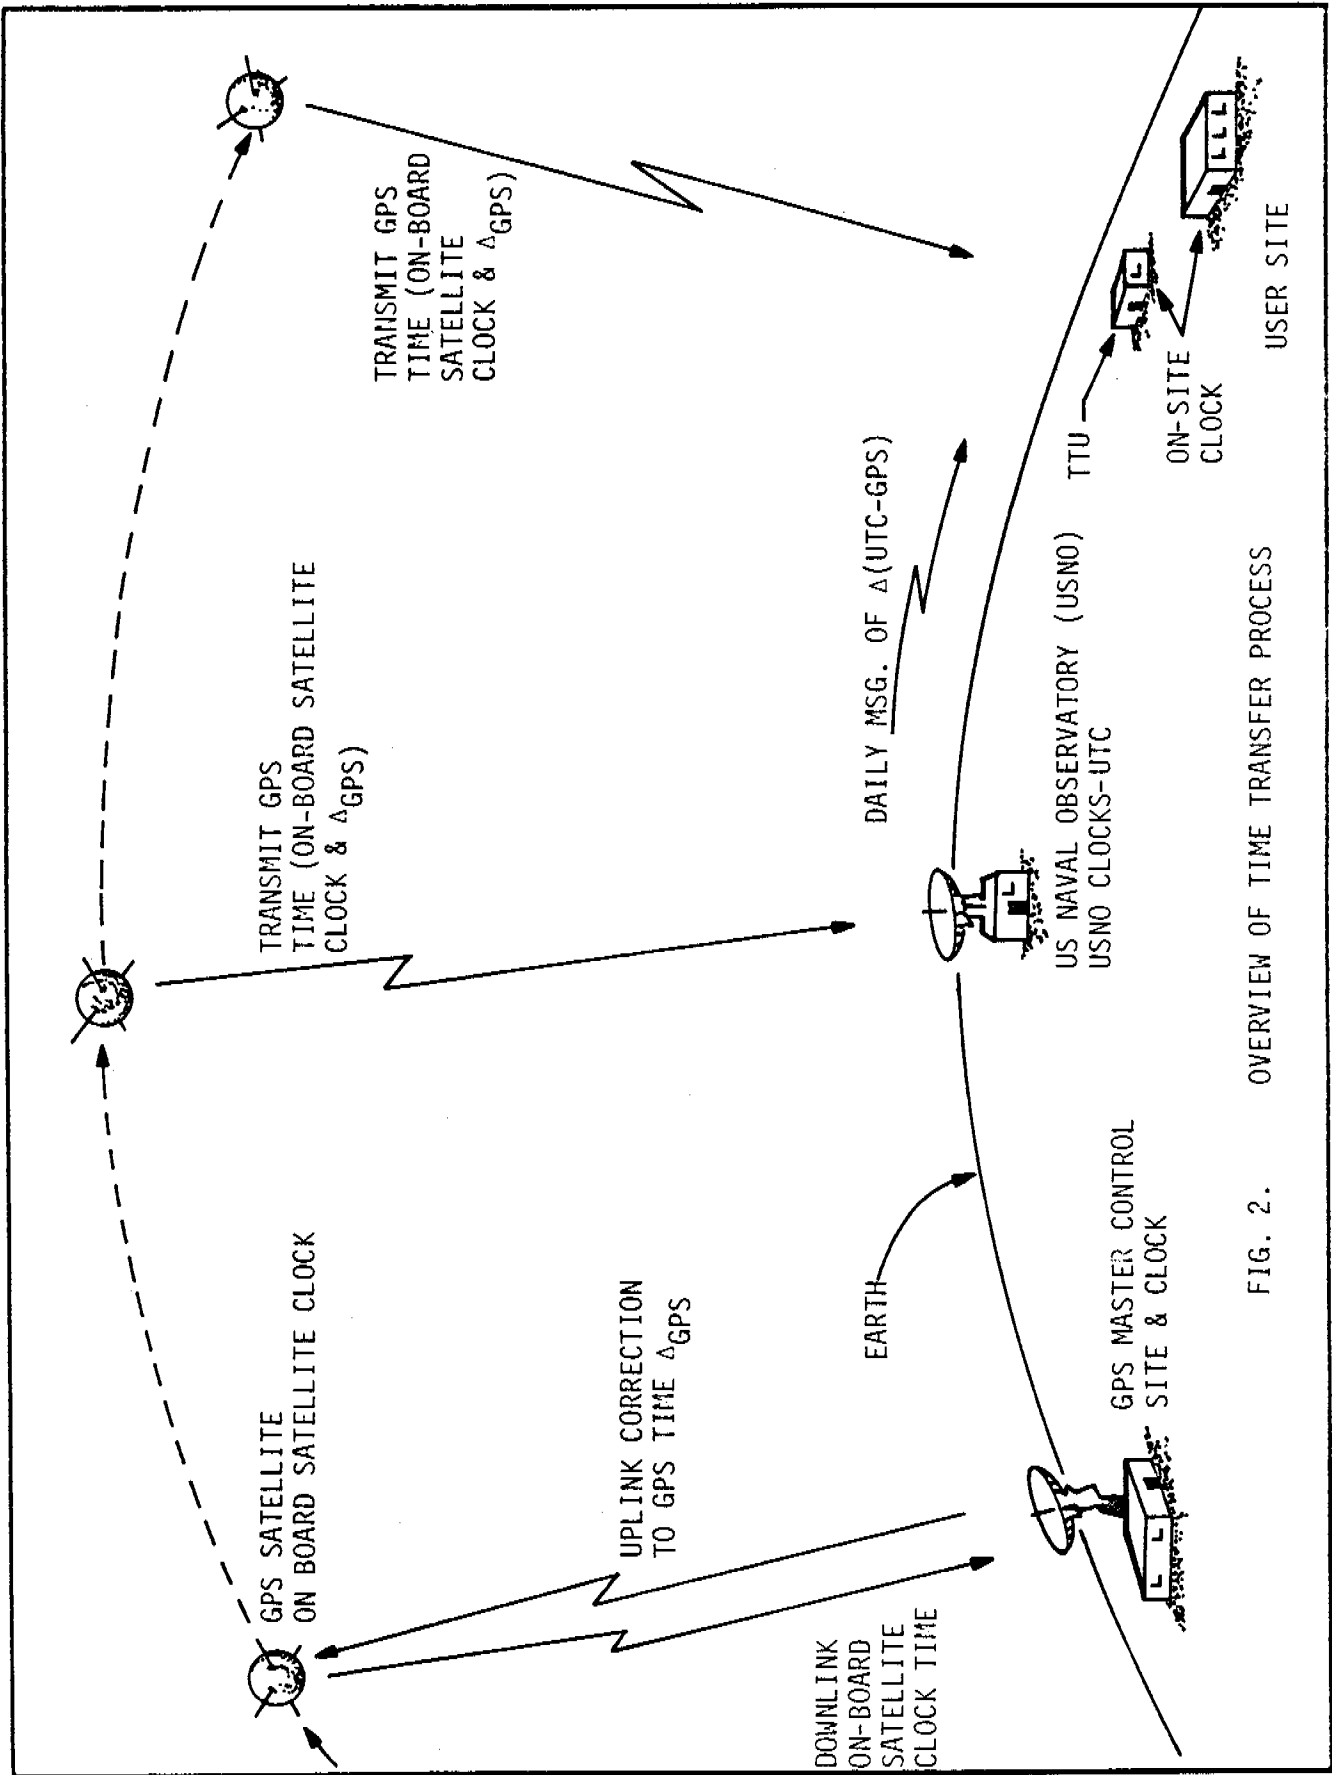 GPS SATELLITE
ON BOARD SATELLITE CLOCK
TRANSMIT GPS
TIME (ON-BOARD SATELLITE
CLOCK & ΔGPS)
TRANSMIT GPS
TIME (ON-BOARD
SATELLITE
CLOCK & ΔGPS)
UPLINK CORRECTION
TO GPS TIME ΔGPS
DOWNLINK
ON-BOARD
SATELLITE
CLOCK TIME
EARTH
DAILY MSG. OF Δ(UTC-GPS)
GPS MASTER CONTROL
SITE & CLOCK
US NAVAL OBSERVATORY (USNO)
USNO CLOCKS-UTC
TTU
ON-SITE
CLOCK
USER SITE
FIG. 2. OVERVIEW OF TIME TRANSFER PROCESS